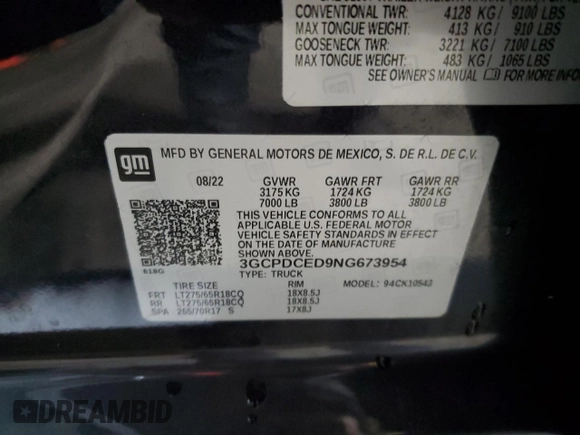 CONVENTIONAL TWR: 4128 KG/ 9100 LBS
MAX TONGUE WEIGHT: 413 KG/ 910 LBS
GOOSENECK TWR: 3221 KG/ 7100 LBS
MAX TONGUE WEIGHT: 483 KG/ 1065 LBS
SEE OWNER'S MANUAL FOR MORE INFO
gm
MFD BY GENERAL MOTORS DE MEXICO, S. DE R.L. DE C.V.
08/22 GVWR GAWR FRT GAWR RR
3175 KG 1724 KG 1724 KG
7000 LB 3800 LB 3800 LB
THIS VEHICLE CONFORMS TO ALL
APPLICABLE U.S. FEDERAL MOTOR
VEHICLE SAFETY STANDARDS IN EFFECT
ON THE DATE OF MANUFACTURE
SHOWN ABOVE.
3GCPDCED9NG673954
TYPE: TRUCK
618G
MODEL: 94CK10543
TIRE SIZE RIM
FRT LT275/65R18CQ 18X8.5J
RR LT275/65R18CQ 18X8.5J
SPA 255/70R17 S 17X8J
DREAMBID